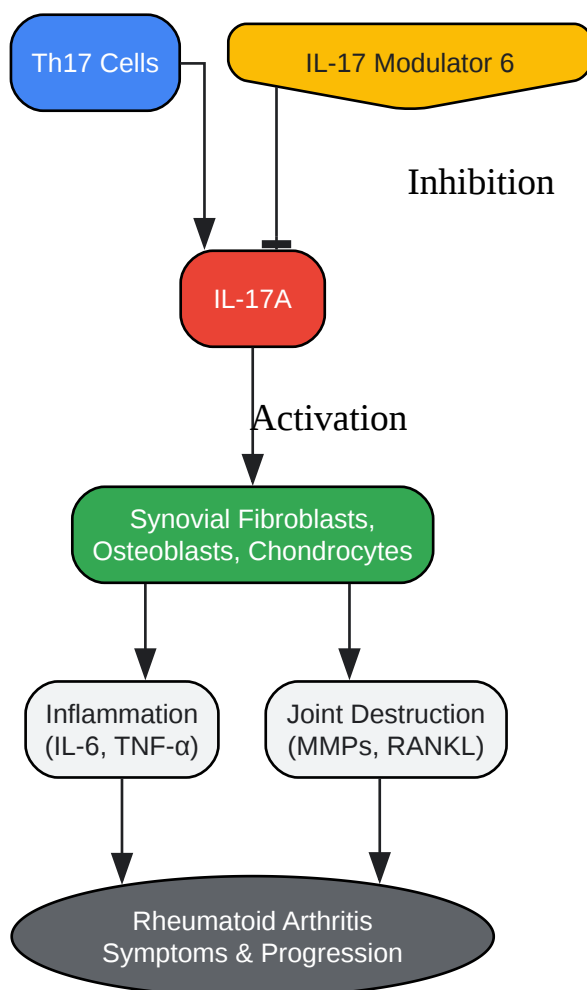 Th17 Cells
IL-17 Modulator 6
Inhibition
IL-17A
Activation
Synovial Fibroblasts,
Osteoblasts, Chondrocytes
Inflammation
(IL-6, TNF-α)
Joint Destruction
(MMPs, RANKL)
Rheumatoid Arthritis
Symptoms & Progression